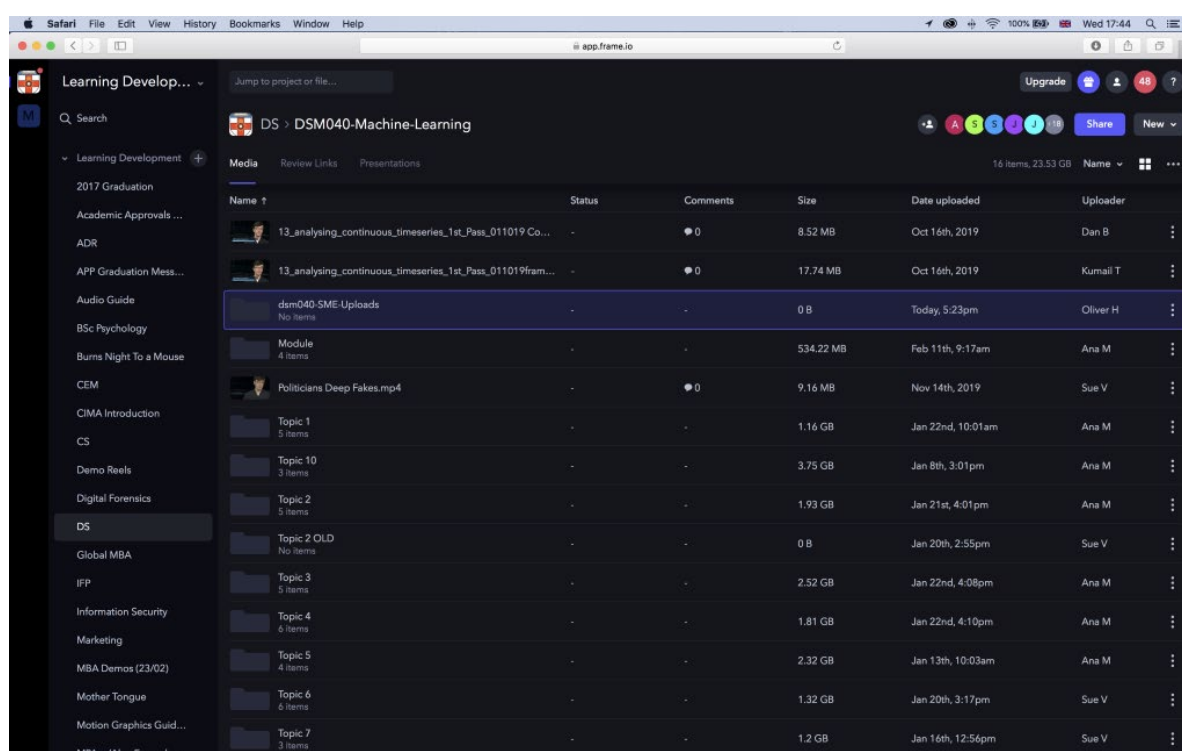 Safari File Edit View History Bookmarks Window Help 100% Wed 17:44
app.frame.io
Learning Develop...
Jump to project or file...
Upgrade 48 ?
M
Search
DS > DSM040-Machine-Learning
A S S J J +18 Share New
Learning Development +
Media Review Links Presentations 16 items, 23.53 GB Name
2017 Graduation
Academic Approvals ...
ADR
APP Graduation Mess...
Audio Guide
BSc Psychology
Burns Night To a Mouse
CEM
CIMA Introduction
CS
Demo Reels
Digital Forensics
DS
Global MBA
IFP
Information Security
Marketing
MBA Demos (23/02)
Mother Tongue
Motion Graphics Guid...
Name ↑ Status Comments Size Date uploaded Uploader
13_analysing_continuous_timeseries_1st_Pass_011019 Co... - 0 8.52 MB Oct 16th, 2019 Dan B
13_analysing_continuous_timeseries_1st_Pass_011019fram... - 0 17.74 MB Oct 16th, 2019 Kumail T
dsm040-SME-Uploads - - 0 B Today, 5:23pm Oliver H
No items
Module - - 534.22 MB Feb 11th, 9:17am Ana M
4 items
Politicians Deep Fakes.mp4 - 0 9.16 MB Nov 14th, 2019 Sue V
Topic 1 - - 1.16 GB Jan 22nd, 10:01am Ana M
5 items
Topic 10 - - 3.75 GB Jan 8th, 3:01pm Ana M
3 items
Topic 2 - - 1.93 GB Jan 21st, 4:01pm Ana M
5 items
Topic 2 OLD - - 0 B Jan 20th, 2:55pm Sue V
No items
Topic 3 - - 2.52 GB Jan 22nd, 4:08pm Ana M
5 items
Topic 4 - - 1.81 GB Jan 22nd, 4:10pm Ana M
6 items
Topic 5 - - 2.32 GB Jan 13th, 10:03am Ana M
4 items
Topic 6 - - 1.32 GB Jan 20th, 3:17pm Sue V
6 items
Topic 7 - - 1.2 GB Jan 16th, 12:56pm Sue V
3 items